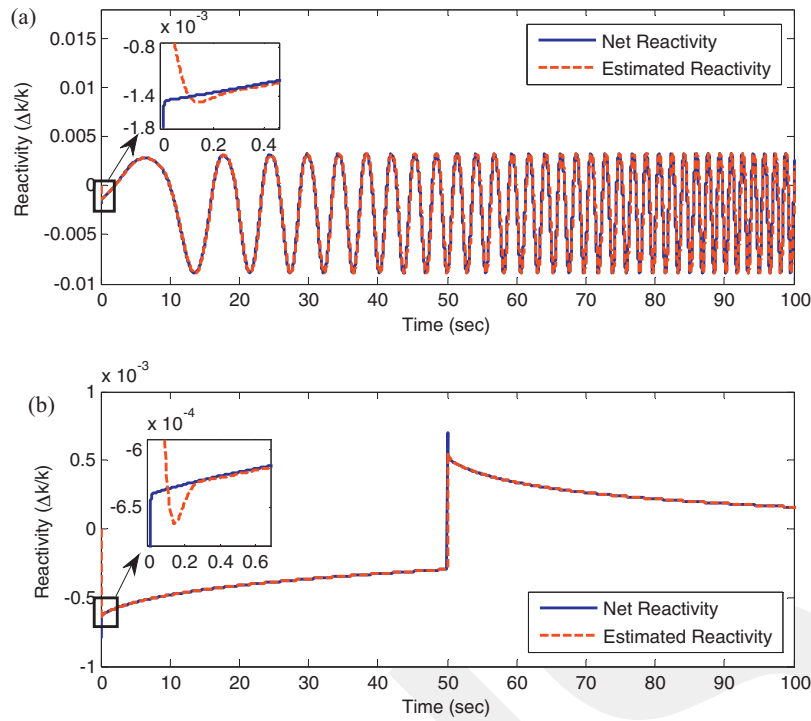 (a)
x 10⁻³
-0.8
-1.4
-1.8
0 0.2 0.4
Net Reactivity
Estimated Reactivity
0.015
0.01
0.005
0
-0.005
-0.01
Reactivity (Δk/k)
0 10 20 30 40 50 60 70 80 90 100
Time (sec)
(b)
x 10⁻³
x 10⁻⁴
-6
-6.5
0 0.2 0.4 0.6
1
0.5
0
-0.5
-1
Reactivity (Δk/k)
Net Reactivity
Estimated Reactivity
0 10 20 30 40 50 60 70 80 90 100
Time (sec)